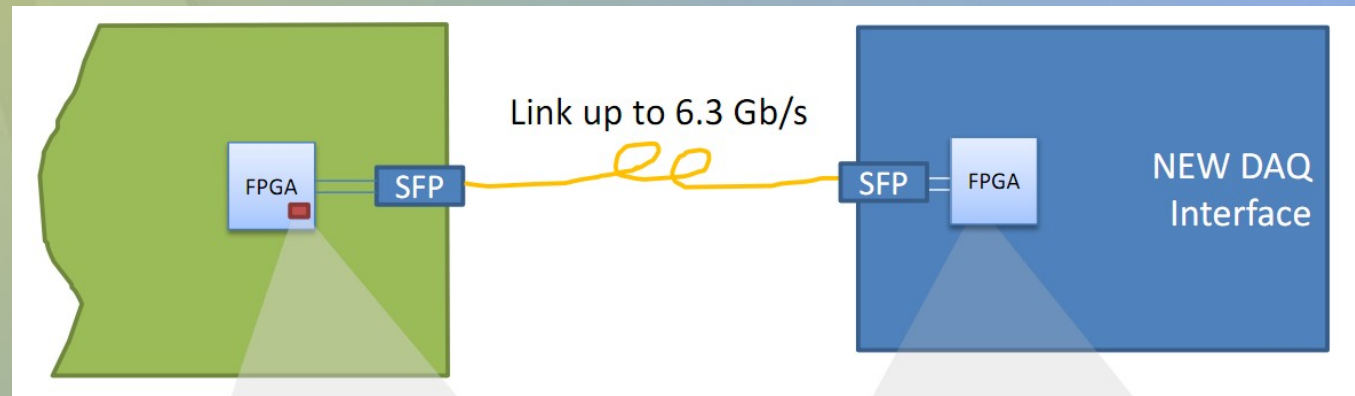 Link up to 6.3 Gb/s
FPGA
SFP
SFP
FPGA
NEW DAQ
Interface